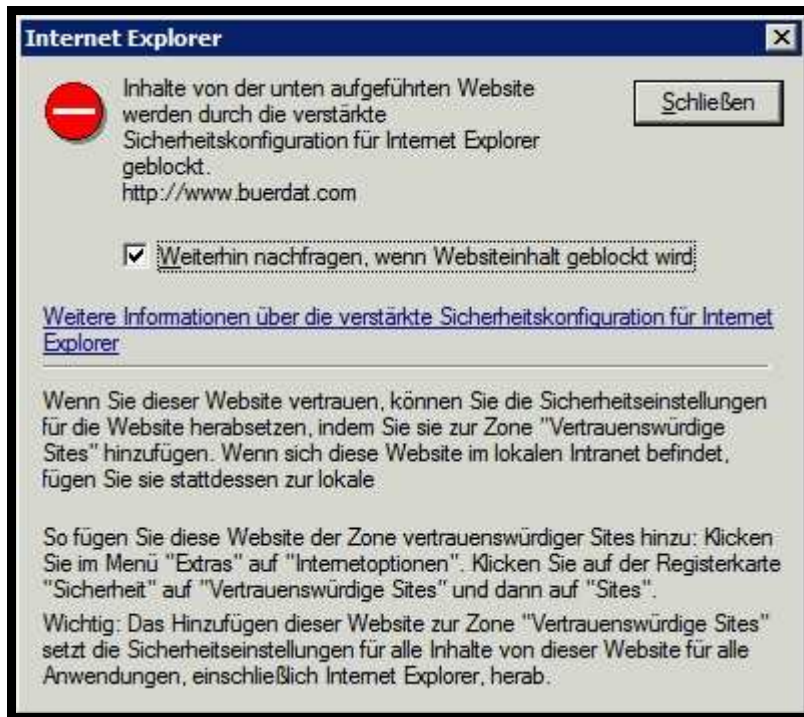 Internet Explorer
Inhalte von der unten aufgeführten Website
werden durch die verstärkte
Sicherheitskonfiguration für Internet Explorer
geblockt.
http://www.buerdat.com
Schließen
Weiterhin nachfragen, wenn Websiteinhalt geblockt wird
Weitere Informationen über die verstärkte Sicherheitskonfiguration für Internet
Explorer
Wenn Sie dieser Website vertrauen, können Sie die Sicherheitseinstellungen
für die Website herabsetzen, indem Sie sie zur Zone "Vertrauenswürdige
Sites" hinzufügen. Wenn sich diese Website im lokalen Intranet befindet,
fügen Sie sie stattdessen zur lokale
So fügen Sie diese Website der Zone vertrauenswürdiger Sites hinzu: Klicken
Sie im Menü "Extras" auf "Internetoptionen". Klicken Sie auf der Registerkarte
"Sicherheit" auf "Vertrauenswürdige Sites" und dann auf "Sites".
Wichtig: Das Hinzufügen dieser Website zur Zone "Vertrauenswürdige Sites"
setzt die Sicherheitseinstellungen für alle Inhalte von dieser Website für alle
Anwendungen, einschließlich Internet Explorer, herab.